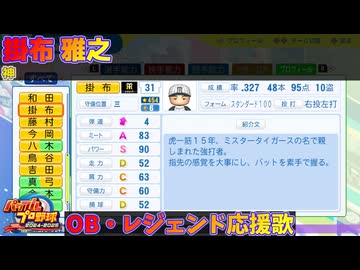 掛布 雅之
神
掛布
31
★454
守備位置 三
率.327 48本 95点 10盗
フォーム スタンダード100 投打 右投左打
弾道 4
ミート A 83
パワー S 90
走力 D 52
肩力 C 63
守備力 C 60
捕球 D 52
紹介文
虎一筋15年、ミスタータイガースの名で親
しまれた強打者。
指先の感覚を大事にし、バットを素手で握る。
和田
掛布
藤村
今岡
八木
鳥谷
吉田
真弓
パワフルプロ野球
2024-2025
OB・レジェンド応援歌